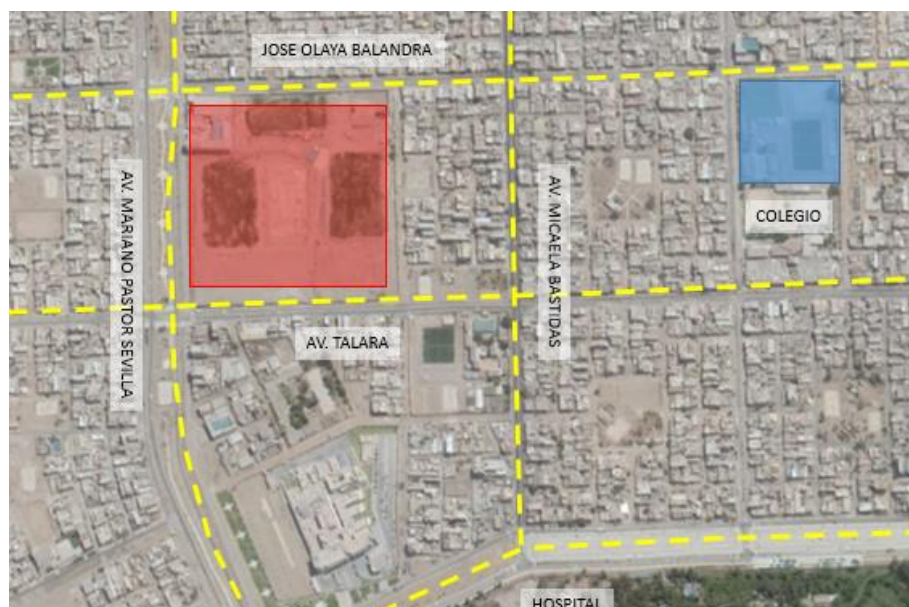 JOSE OLAYA BALANDRA
AV. MARIANO PASTOR SEVILLA
AV. MICAELA BASTIDAS
COLEGIO
AV. TALARA
HOSPITAL